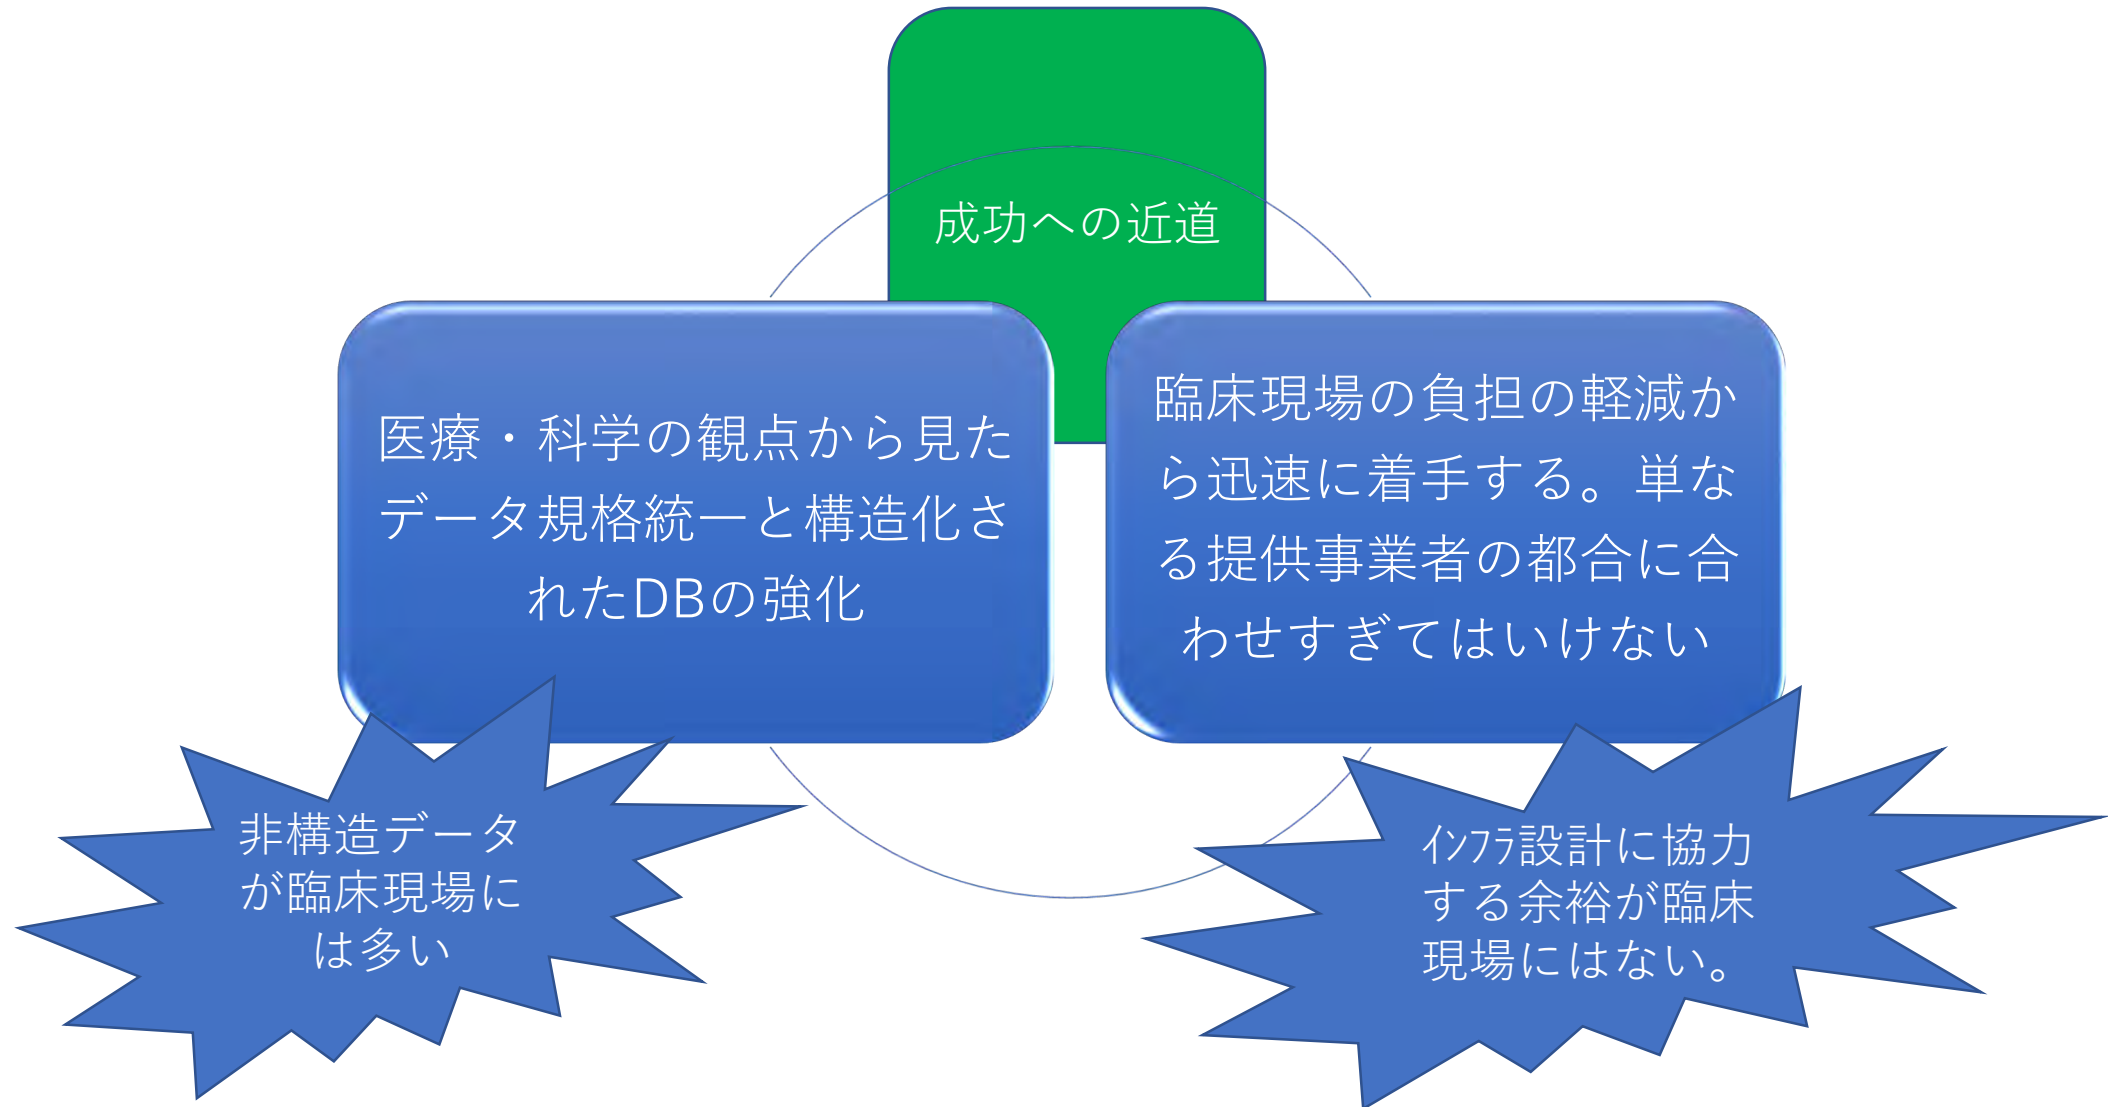 成功への近道
医療・科学の観点から見た
データ規格統一と構造化さ
れたDBの強化
臨床現場の負担の軽減か
ら迅速に着手する。単な
る提供事業者の都合に合
わせすぎてはいけない
非構造データ
が臨床現場に
は多い
ｲﾝﾌﾗ設計に協力
する余裕が臨床
現場にはない。